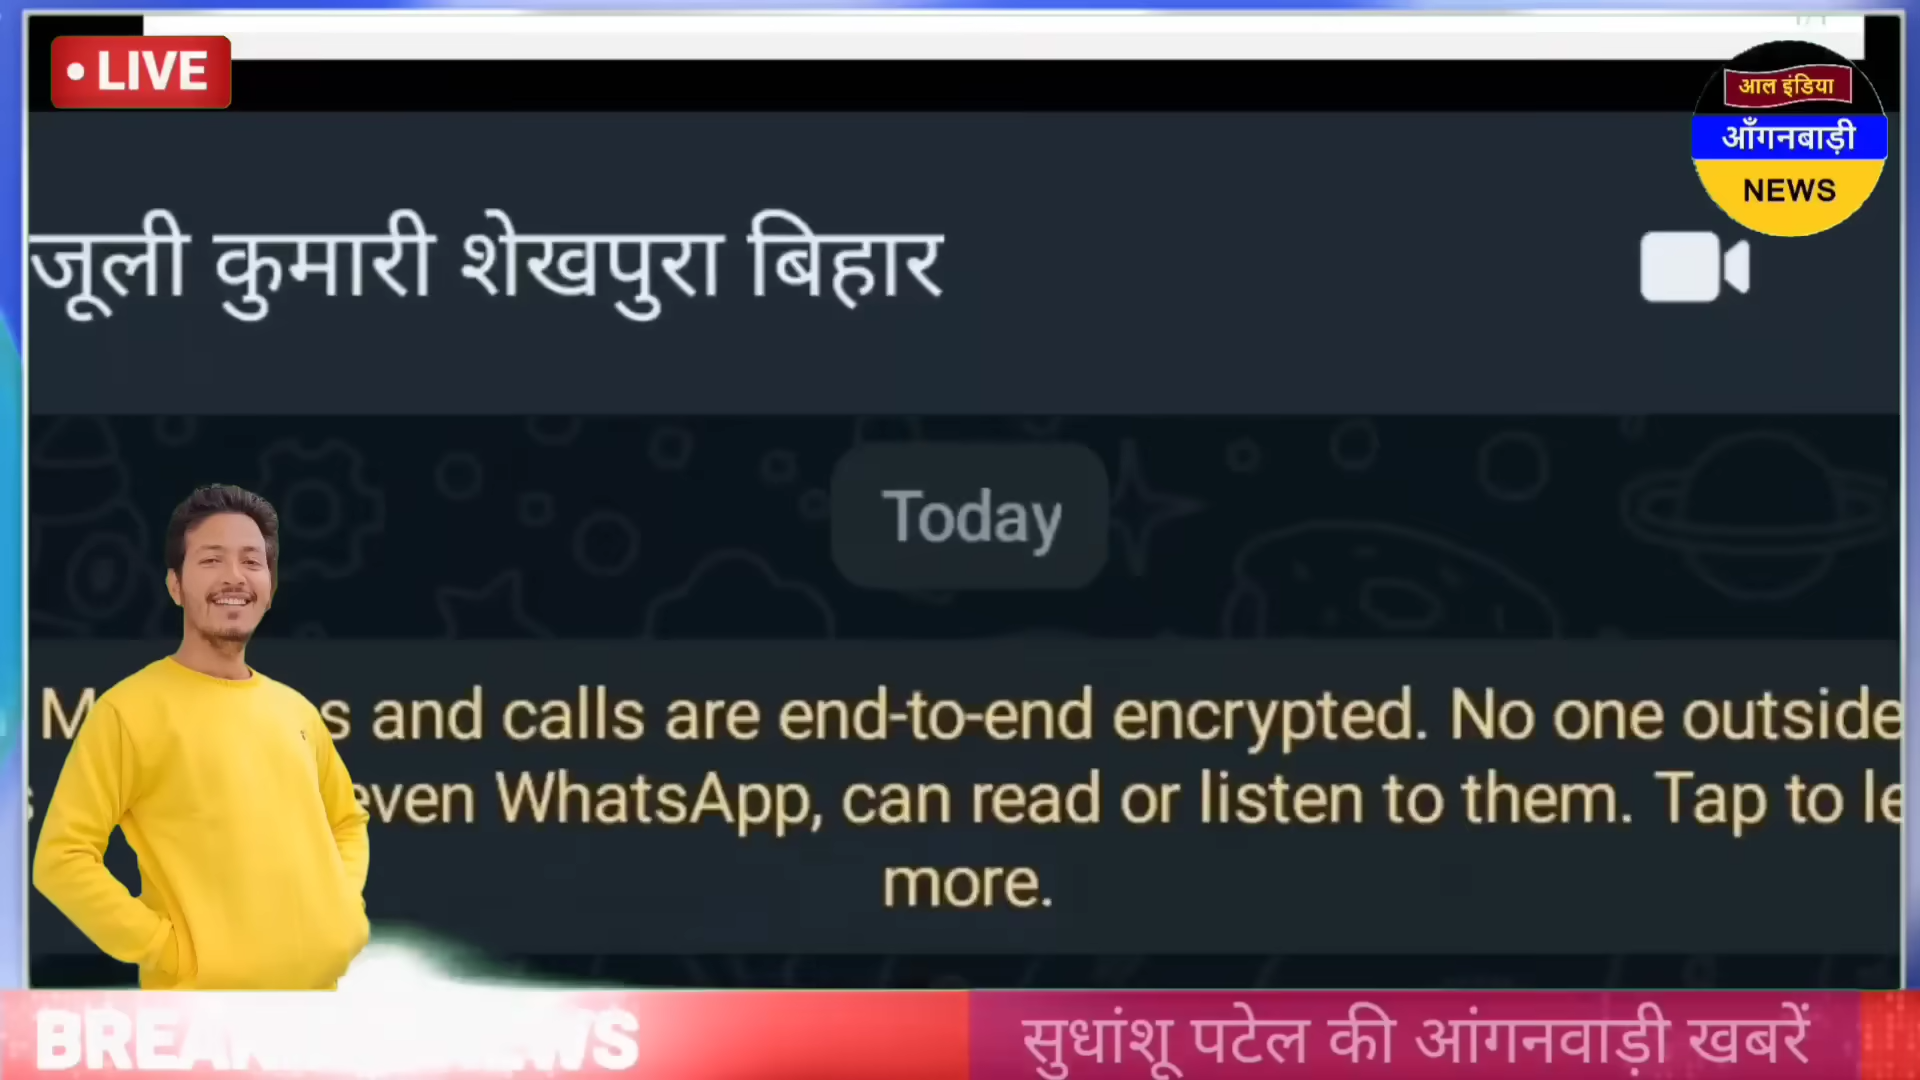 LIVE
आल इंडिया
आँगनबाड़ी
NEWS
जूली कुमारी शेखपुरा बिहार
Today
and calls are end-to-end encrypted. No one outside
even WhatsApp, can read or listen to them. Tap to
more.
सुधांशू पटेल की आंगनवाड़ी खबरें